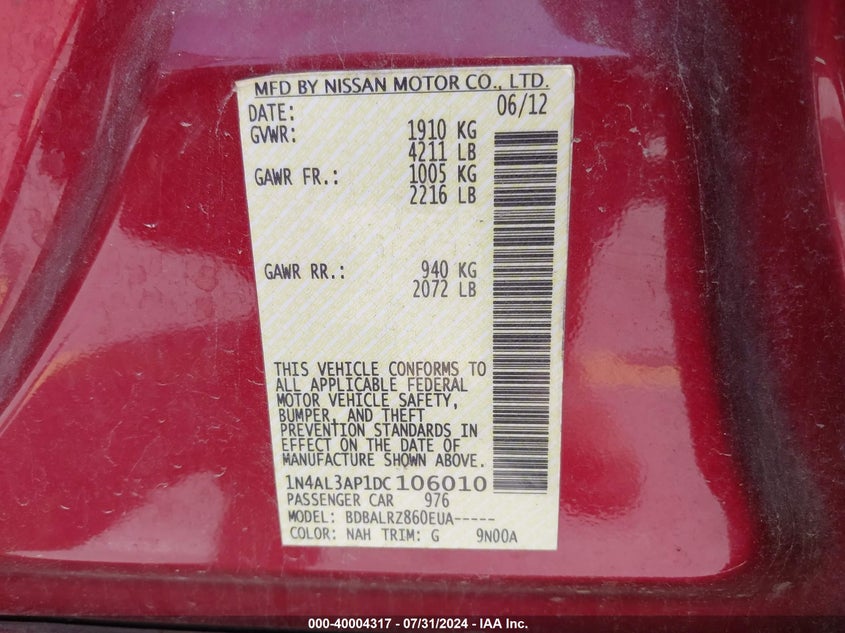 MFD BY NISSAN MOTOR CO., LTD.
DATE: 06/12
GVWR: 1910 KG
4211 LB
GAWR FR.: 1005 KG
2216 LB
GAWR RR.: 940 KG
2072 LB
THIS VEHICLE CONFORMS TO
ALL APPLICABLE FEDERAL
MOTOR VEHICLE SAFETY,
BUMPER, AND THEFT
PREVENTION STANDARDS IN
EFFECT ON THE DATE OF
MANUFACTURE SHOWN ABOVE.
1N4AL3AP1DC106010
PASSENGER CAR 976
MODEL: BDBALRZ860EUA-----
COLOR: NAH TRIM: G 9N00A
000-40004317 - 07/31/2024 - IAA Inc.